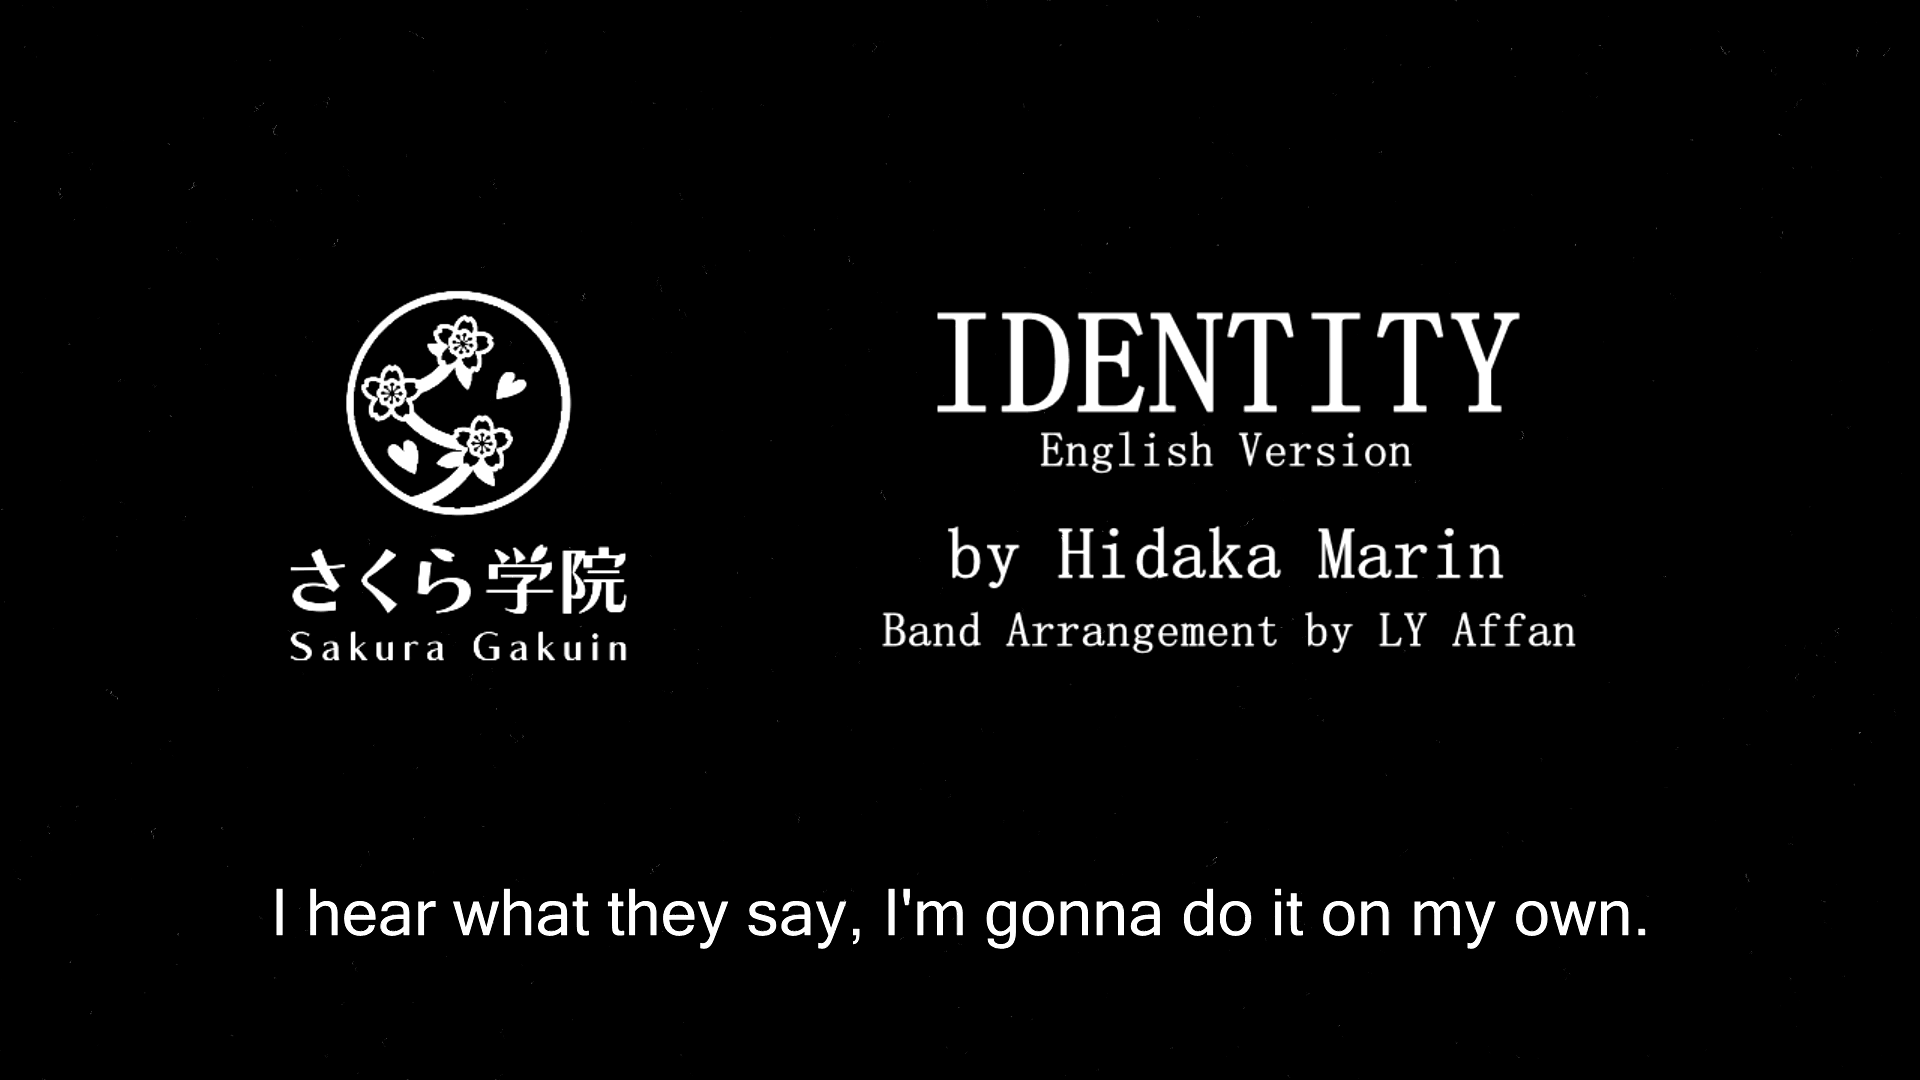 さくら学院
Sakura Gakuin
IDENTITY
English Version
by Hidaka Marin
Band Arrangement by LY Affan
I hear what they say, I'm gonna do it on my own.